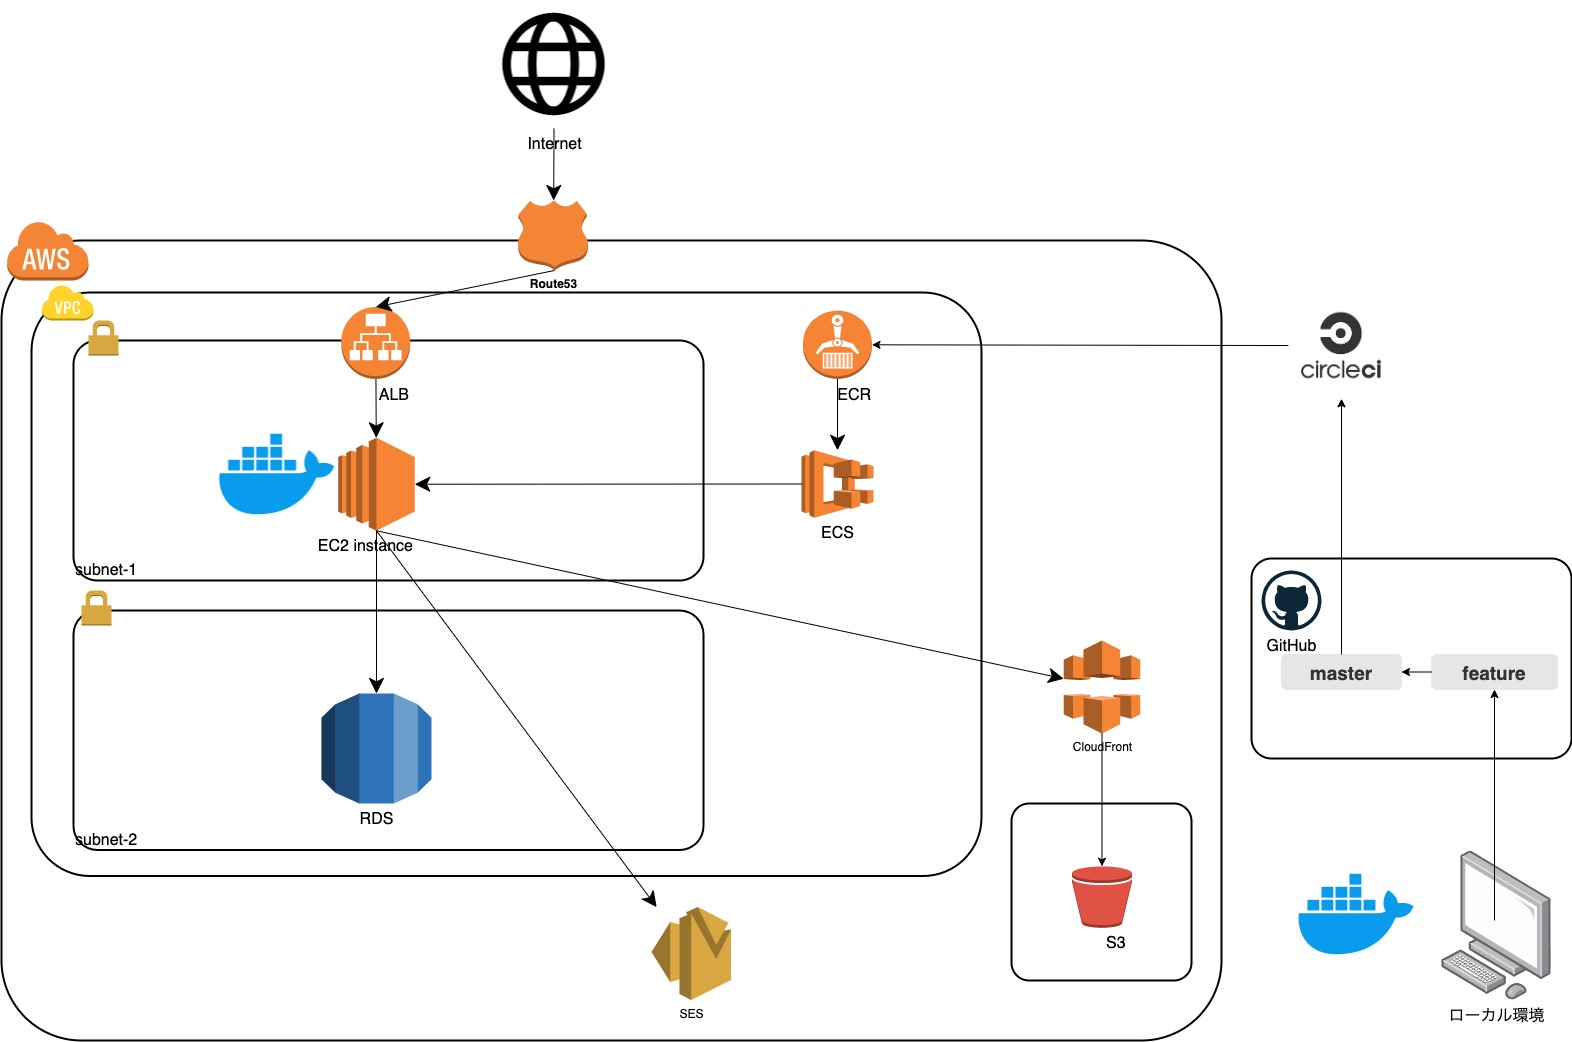 Internet
AWS
Route53
VPC
ALB
ECR
circleci
EC2 instance
ECS
subnet-1
GitHub
master
feature
CloudFront
RDS
subnet-2
S3
SES
ローカル環境